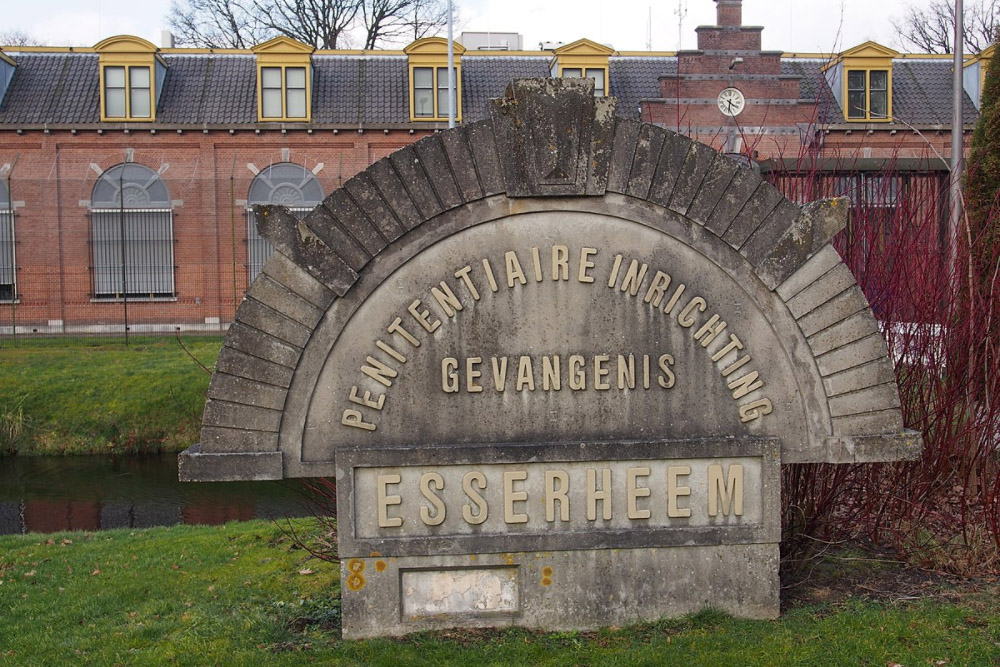 PENITENTIAIRE INRICHTING
GEVANGENIS
ESSERHEEM